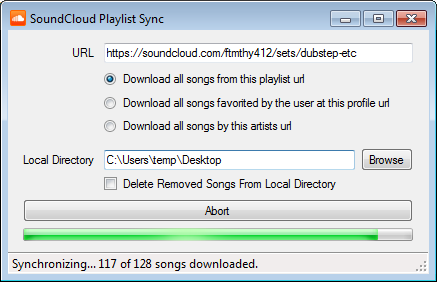 SoundCloud Playlist Sync
URL https://soundcloud.com/ftmthy412/sets/dubstep-etc
Download all songs from this playlist url
Download all songs favorited by the user at this profile url
Download all songs by this artists url
Local Directory C:\Users\temp\Desktop Browse
Delete Removed Songs From Local Directory
Abort
Synchronizing... 117 of 128 songs downloaded.